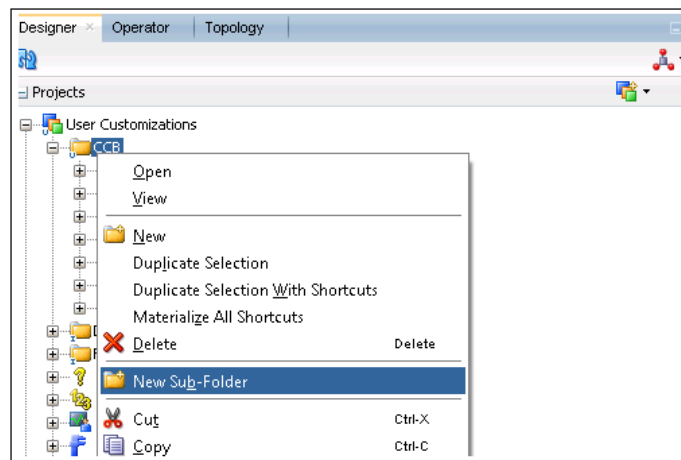 Designer Operator Topology
Projects
User Customizations
CCB
Open
View
New
Duplicate Selection
Duplicate Selection With Shortcuts
Materialize All Shortcuts
Delete Delete
New Sub-Folder
Cut Ctrl-X
Copy Ctrl-C